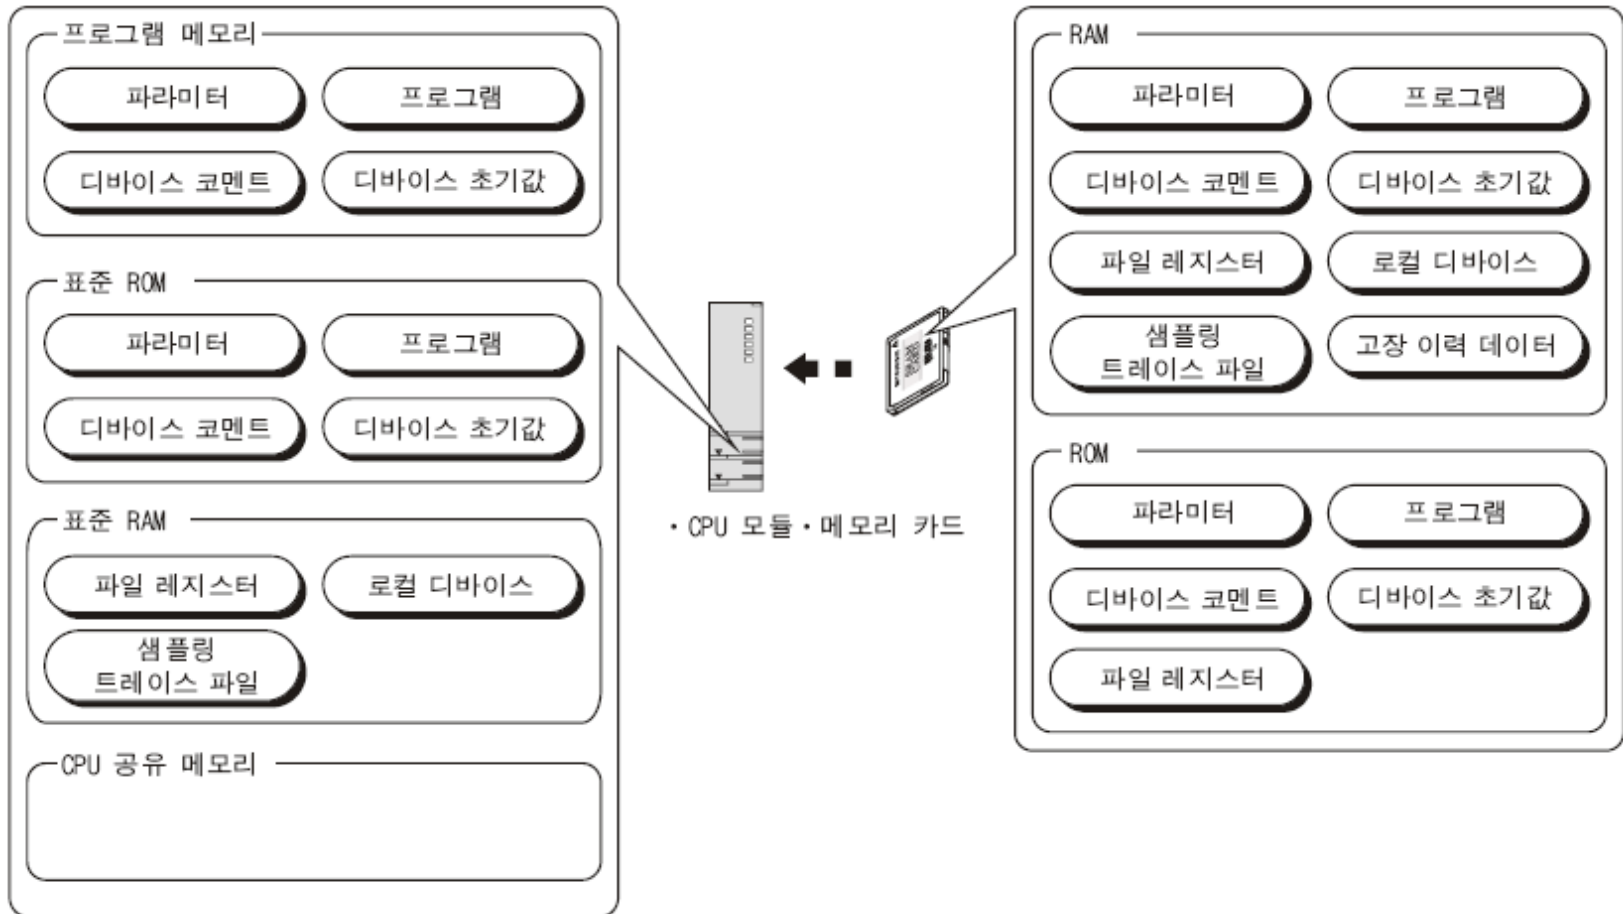 프로그램 메모리
파라미터
프로그램
디바이스 코멘트
디바이스 초기값
표준 ROM
파라미터
프로그램
디바이스 코멘트
디바이스 초기값
표준 RAM
파일 레지스터
로컬 디바이스
샘플링
트레이스 파일
CPU 공유 메모리
・CPU 모듈・메모리 카드
RAM
파라미터
프로그램
디바이스 코멘트
디바이스 초기값
파일 레지스터
로컬 디바이스
샘플링
트레이스 파일
고장 이력 데이터
ROM
파라미터
프로그램
디바이스 코멘트
디바이스 초기값
파일 레지스터